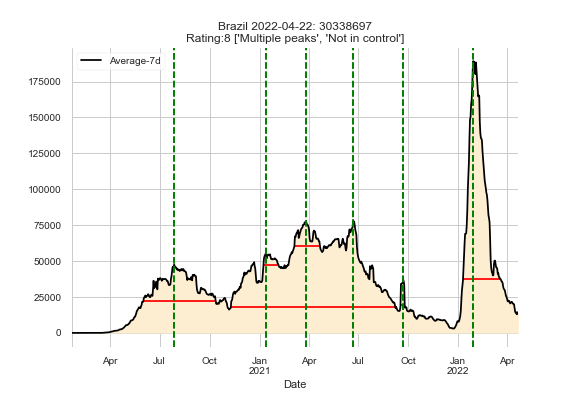 Brazil 2022-04-22: 30338697
Rating:8 ['Multiple peaks', 'Not in control']
Average-7d
175000
150000
125000
100000
75000
50000
25000
0
Apr Jul Oct Jan Apr Jul Oct Jan Apr
2021 2022
Date